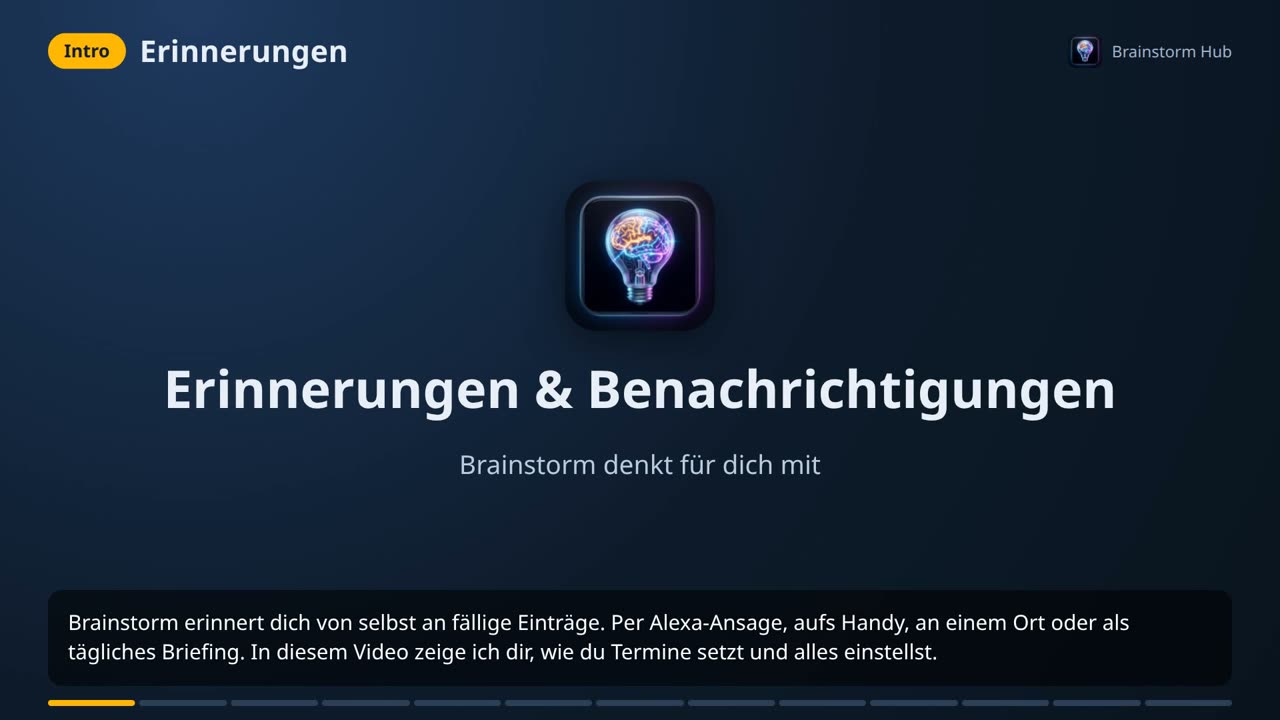 Intro
Erinnerungen
Brainstorm Hub
Erinnerungen & Benachrichtigungen
Brainstorm denkt für dich mit
Brainstorm erinnert dich von selbst an fällige Einträge. Per Alexa-Ansage, aufs Handy, an einem Ort oder als
tägliches Briefing. In diesem Video zeige ich dir, wie du Termine setzt und alles einstellst.